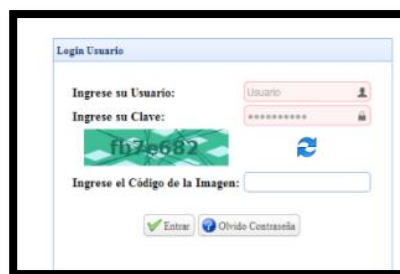 Login Usuario
Ingrese su Usuario: Usuario
Ingrese su Clave: **********
fb7e682
Ingrese el Código de la Imagen:
Entrar Olvido Contraseña